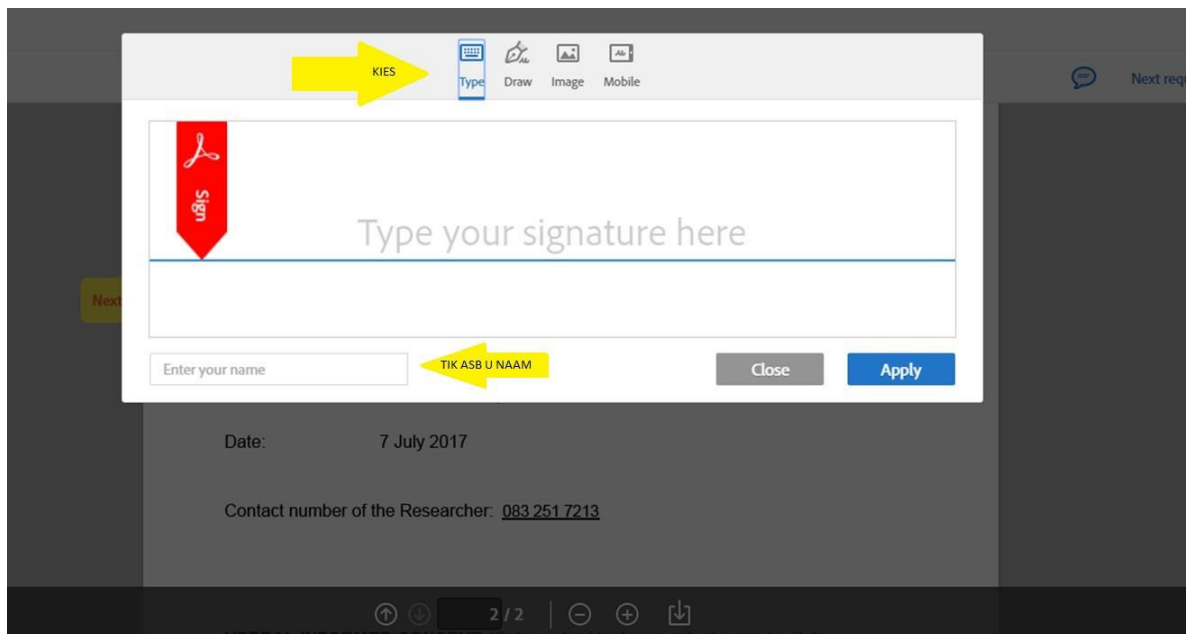 KIES
Type Draw Image Mobile
Next req
Sign
Type your signature here
Next
Enter your name
TIK ASB U NAAM
Close
Apply
Date: 7 July 2017
Contact number of the Researcher: 083 251 7213
2 / 2